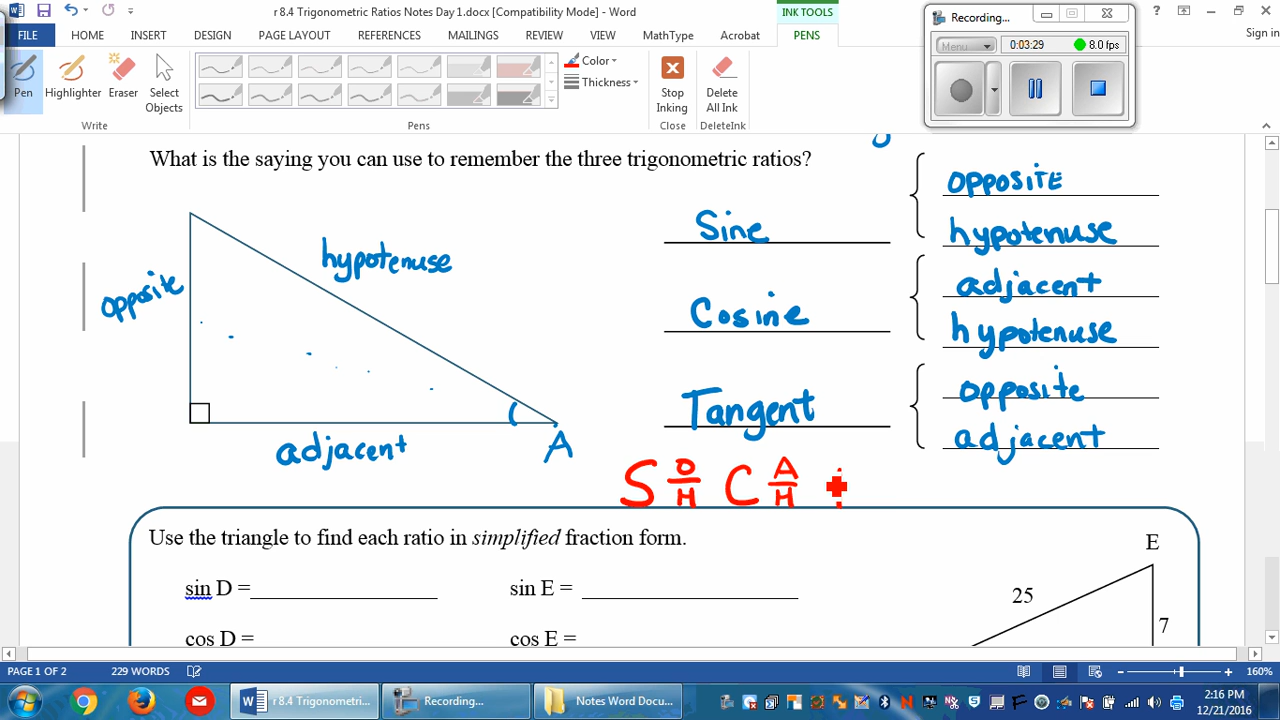 r 8.4 Trigonometric Ratios Notes Day 1.docx [Compatibility Mode] - Word
INK TOOLS
FILE HOME INSERT DESIGN PAGE LAYOUT REFERENCES MAILINGS REVIEW VIEW MathType Acrobat PENS
Sign in
Recording...
Menu 0:03:29 8.0 fps
Pen Highlighter Eraser Select Objects
Color
Thickness
Stop Inking
Delete All Ink
Write Pens Close DeleteInk
What is the saying you can use to remember the three trigonometric ratios?
opposite
hypotenuse
adjacent
A
Sine
opposite
hypotenuse
Cosine
adjacent
hypotenuse
Tangent
opposite
adjacent
S O/H C A/H
Use the triangle to find each ratio in simplified fraction form.
sin D =
sin E =
cos D =
cos E =
E
25
7
PAGE 1 OF 2 229 WORDS
160%
r 8.4 Trigonometri...
Recording...
Notes Word Docu...
2:16 PM
12/21/2016